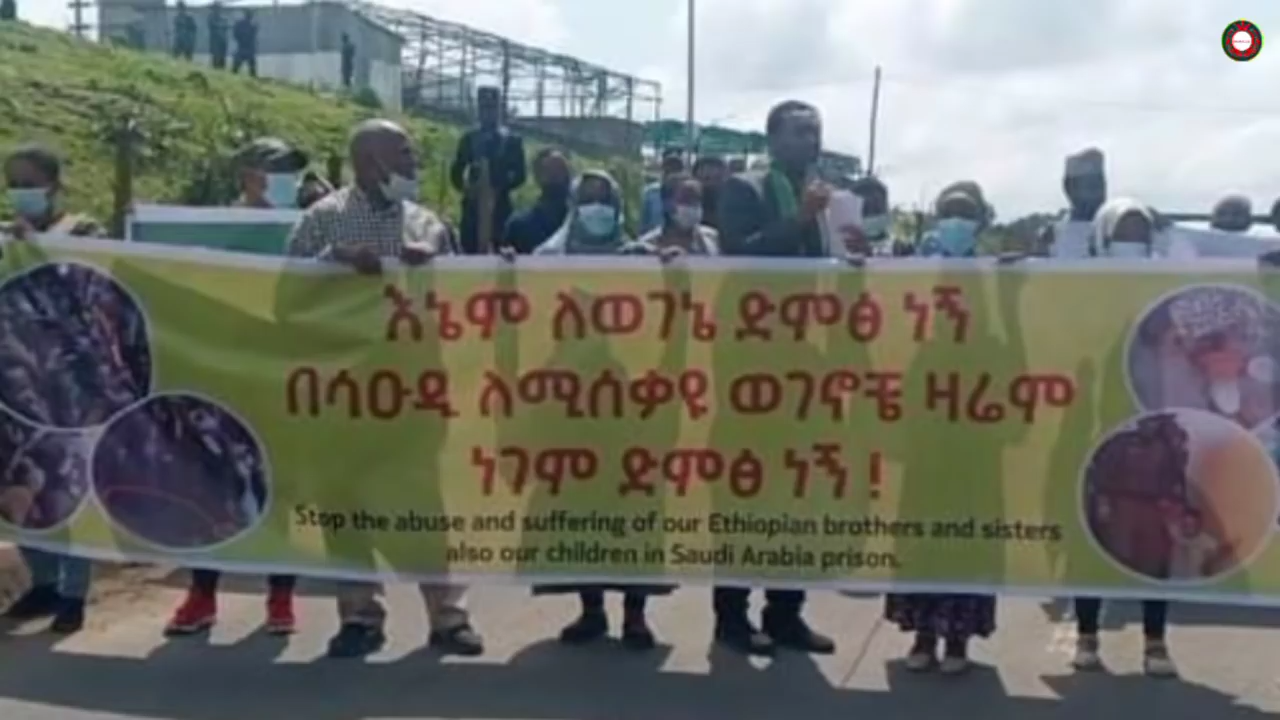 እኔም ለወገኔ ድምፅ ነኝ
በሳዑዲ ለሚሰቃዩ ወገኖቼ ዛሬም
ነገም ድምፅ ነኝ !
Stop the abuse and suffering of our Ethiopian brothers and sisters
also our children in Saudi Arabia prison.